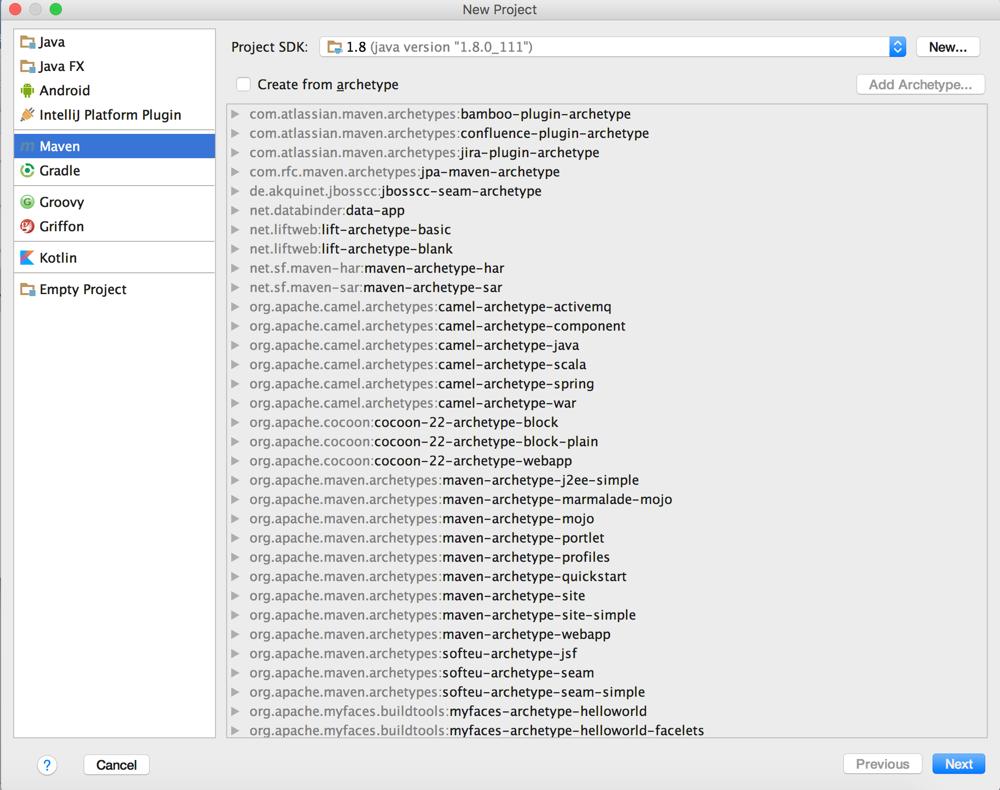 New Project
Java
Java FX
Android
IntelliJ Platform Plugin
Maven
Gradle
Groovy
Griffon
Kotlin
Empty Project
Project SDK: 1.8 (java version "1.8.0_111") New...
Create from archetype Add Archetype...
com.atlassian.maven.archetypes:bamboo-plugin-archetype
com.atlassian.maven.archetypes:confluence-plugin-archetype
com.atlassian.maven.archetypes:jira-plugin-archetype
com.rfc.maven.archetypes:jpa-maven-archetype
de.akquinet.jbosscc:jbosscc-seam-archetype
net.databinder:data-app
net.liftweb:lift-archetype-basic
net.liftweb:lift-archetype-blank
net.sf.maven-har:maven-archetype-har
net.sf.maven-sar:maven-archetype-sar
org.apache.camel.archetypes:camel-archetype-activemq
org.apache.camel.archetypes:camel-archetype-component
org.apache.camel.archetypes:camel-archetype-java
org.apache.camel.archetypes:camel-archetype-scala
org.apache.camel.archetypes:camel-archetype-spring
org.apache.camel.archetypes:camel-archetype-war
org.apache.cocoon:cocoon-22-archetype-block
org.apache.cocoon:cocoon-22-archetype-block-plain
org.apache.cocoon:cocoon-22-archetype-webapp
org.apache.maven.archetypes:maven-archetype-j2ee-simple
org.apache.maven.archetypes:maven-archetype-marmalade-mojo
org.apache.maven.archetypes:maven-archetype-mojo
org.apache.maven.archetypes:maven-archetype-portlet
org.apache.maven.archetypes:maven-archetype-profiles
org.apache.maven.archetypes:maven-archetype-quickstart
org.apache.maven.archetypes:maven-archetype-site
org.apache.maven.archetypes:maven-archetype-site-simple
org.apache.maven.archetypes:maven-archetype-webapp
org.apache.maven.archetypes:softeu-archetype-jsf
org.apache.maven.archetypes:softeu-archetype-seam
org.apache.maven.archetypes:softeu-archetype-seam-simple
org.apache.myfaces.buildtools:myfaces-archetype-helloworld
org.apache.myfaces.buildtools:myfaces-archetype-helloworld-facelets
? Cancel Previous Next